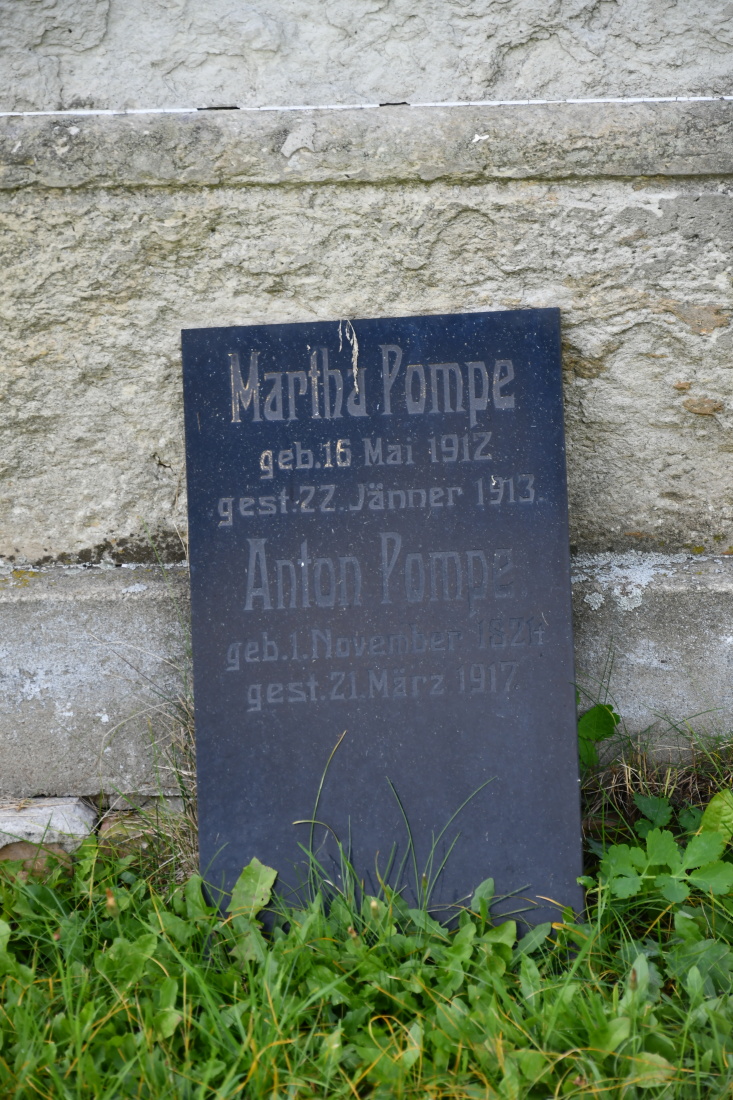 Martha Pompe
geb. 16 Mai 1912
gest. 22. Jänner 1913.
Anton Pompe
geb. 1. November
gest. 21. März 1917